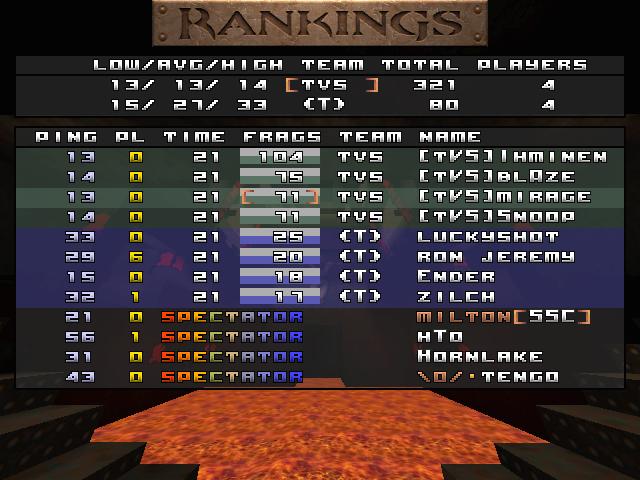 RANKINGS
LOW/AVG/HIGH TEAM TOTAL PLAYERS
13/ 13/ 14 [TVS ] 321 4
15/ 27/ 33 (T) 80 4
PING PL TIME FRAGS TEAM NAME
13 0 21 104 TVS [TVS]HMINEN
14 0 21 75 TVS [TVS]BLAZE
13 0 21 [ 71 ] TVS [TVS]MIRAGE
14 0 21 71 TVS [TVS]SNOOP
33 0 21 25 (T) LUCKYSHOT
29 6 21 20 (T) RON JEREMY
15 0 21 18 (T) ENDER
32 1 21 17 (T) ZILCH
21 0 SPECTATOR MILTON[SSC]
56 1 SPECTATOR HTO
31 0 SPECTATOR HORNLAKE
43 0 SPECTATOR \O/·TENGO